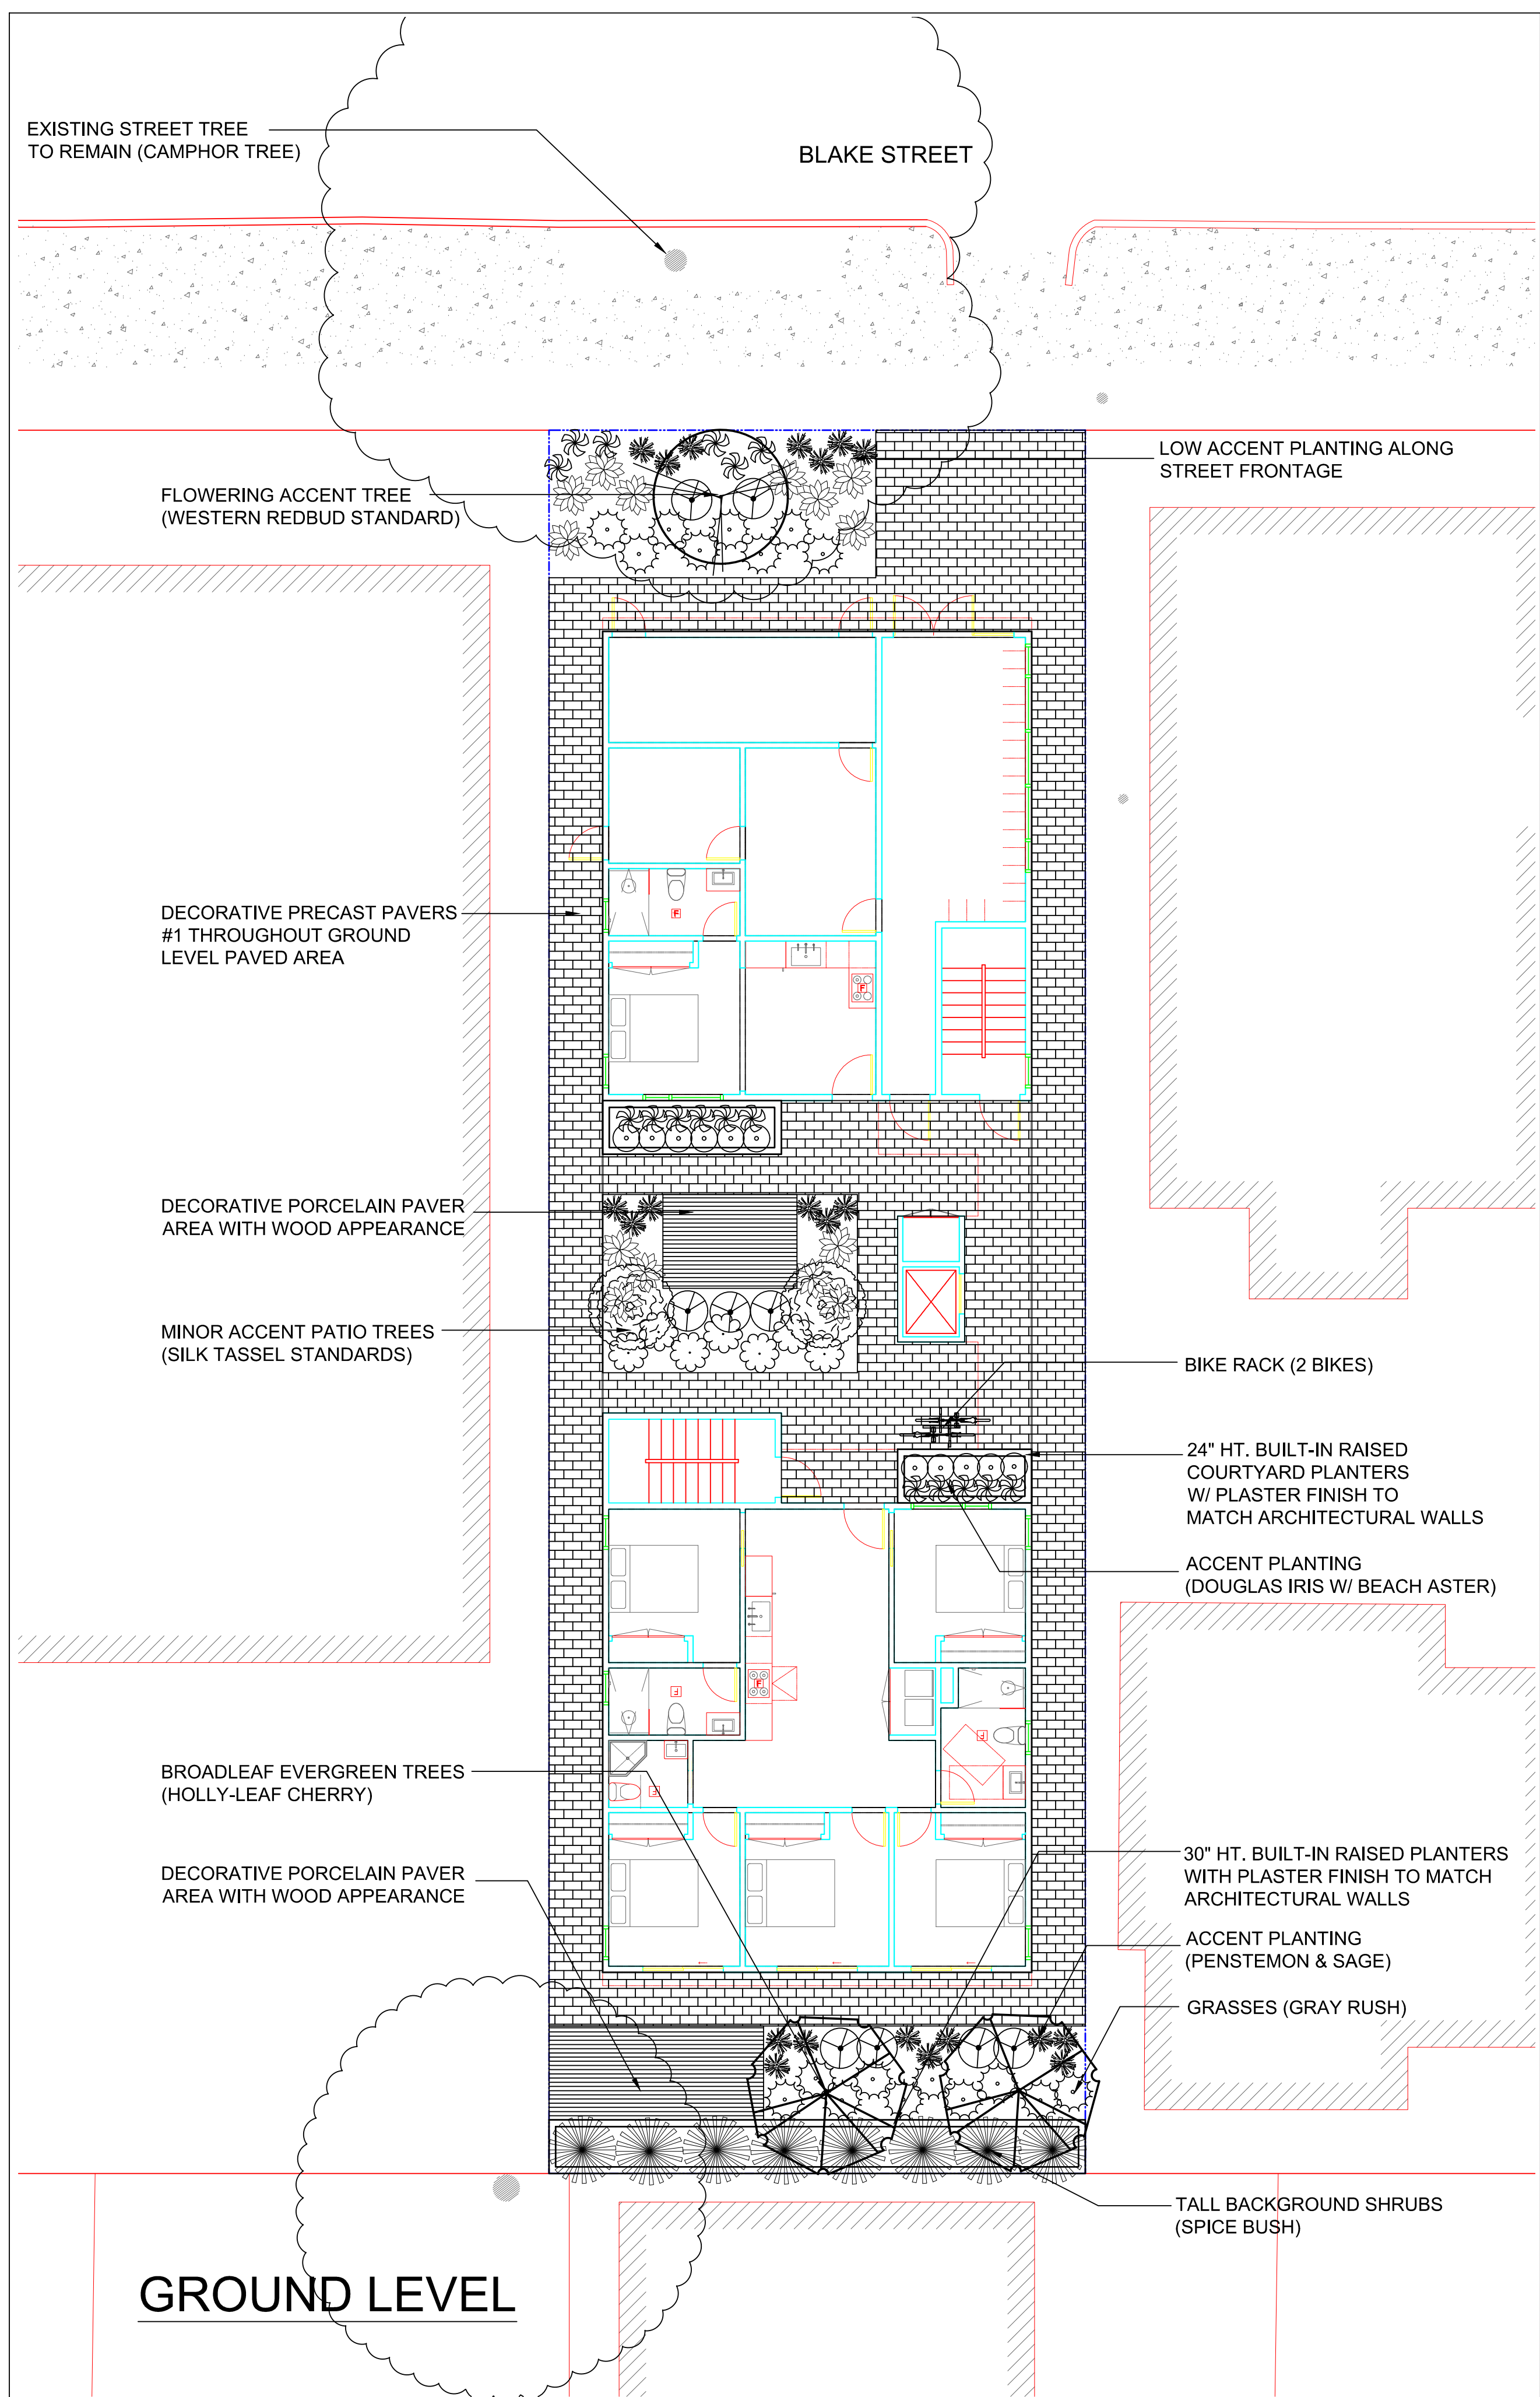 EXISTING STREET TREE
TO REMAIN (CAMPHOR TREE)
BLAKE STREET
LOW ACCENT PLANTING ALONG
STREET FRONTAGE
FLOWERING ACCENT TREE
(WESTERN REDBUD STANDARD)
DECORATIVE PRECAST PAVERS
#1 THROUGHOUT GROUND
LEVEL PAVED AREA
F
F
DECORATIVE PORCELAIN PAVER
AREA WITH WOOD APPEARANCE
MINOR ACCENT PATIO TREES
(SILK TASSEL STANDARDS)
BIKE RACK (2 BIKES)
24" HT. BUILT-IN RAISED
COURTYARD PLANTERS
W/ PLASTER FINISH TO
MATCH ARCHITECTURAL WALLS
ACCENT PLANTING
(DOUGLAS IRIS W/ BEACH ASTER)
F
F
F
F
BROADLEAF EVERGREEN TREES
(HOLLY-LEAF CHERRY)
DECORATIVE PORCELAIN PAVER
AREA WITH WOOD APPEARANCE
30" HT. BUILT-IN RAISED PLANTERS
WITH PLASTER FINISH TO MATCH
ARCHITECTURAL WALLS
ACCENT PLANTING
(PENSTEMON & SAGE)
GRASSES (GRAY RUSH)
TALL BACKGROUND SHRUBS
(SPICE BUSH)
GROUND LEVEL